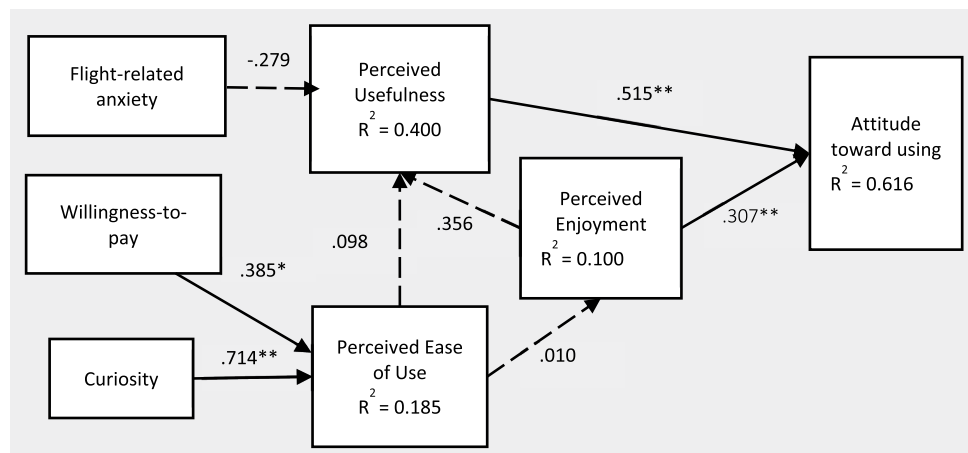 Flight-related
anxiety
-.279
Perceived
Usefulness
R² = 0.400
.515**
Attitude
toward using
R² = 0.616
Willingness-to-
pay
.385*
.098
.356
Perceived
Enjoyment
R² = 0.100
.307**
Curiosity
.714**
Perceived Ease
of Use
R² = 0.185
.010